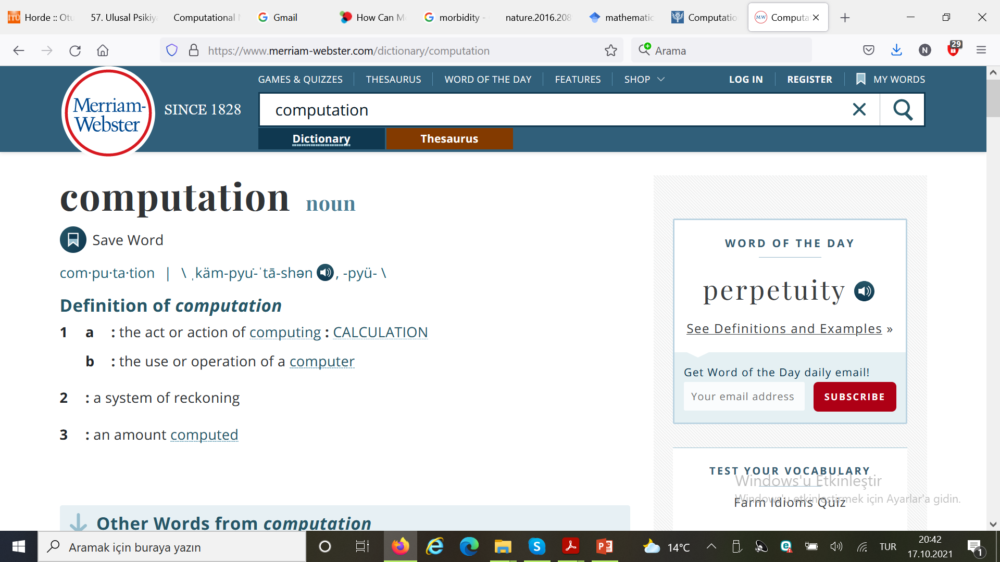 Horde :: Otu
57. Ulusal Psikiy
Computational
Gmail
How Can M
morbidity -
nature.2016.208
mathematic
Computatio
Computa
https://www.merriam-webster.com/dictionary/computation
Arama
N
29
GAMES & QUIZZES
THESAURUS
WORD OF THE DAY
FEATURES
SHOP
LOG IN
REGISTER
MY WORDS
Merriam-
Webster
SINCE 1828
computation
Dictionary
Thesaurus
computation noun
Save Word
com·pu·ta·tion | \ ˌkäm-pyu̇-ˈtā-shən , -pyü- \
Definition of computation
1 a : the act or action of computing : CALCULATION
b : the use or operation of a computer
2 : a system of reckoning
3 : an amount computed
Other Words from computation
WORD OF THE DAY
perpetuity
See Definitions and Examples »
Get Word of the Day daily email!
Your email address
SUBSCRIBE
TEST YOUR VOCABULARY
Windows'u Etkinleştir
Windows'u etkinleştirmek için Ayarlar'a gidin.
Farm Idioms Quiz
Aramak için buraya yazın
14°C
TUR
20:42
17.10.2021
1